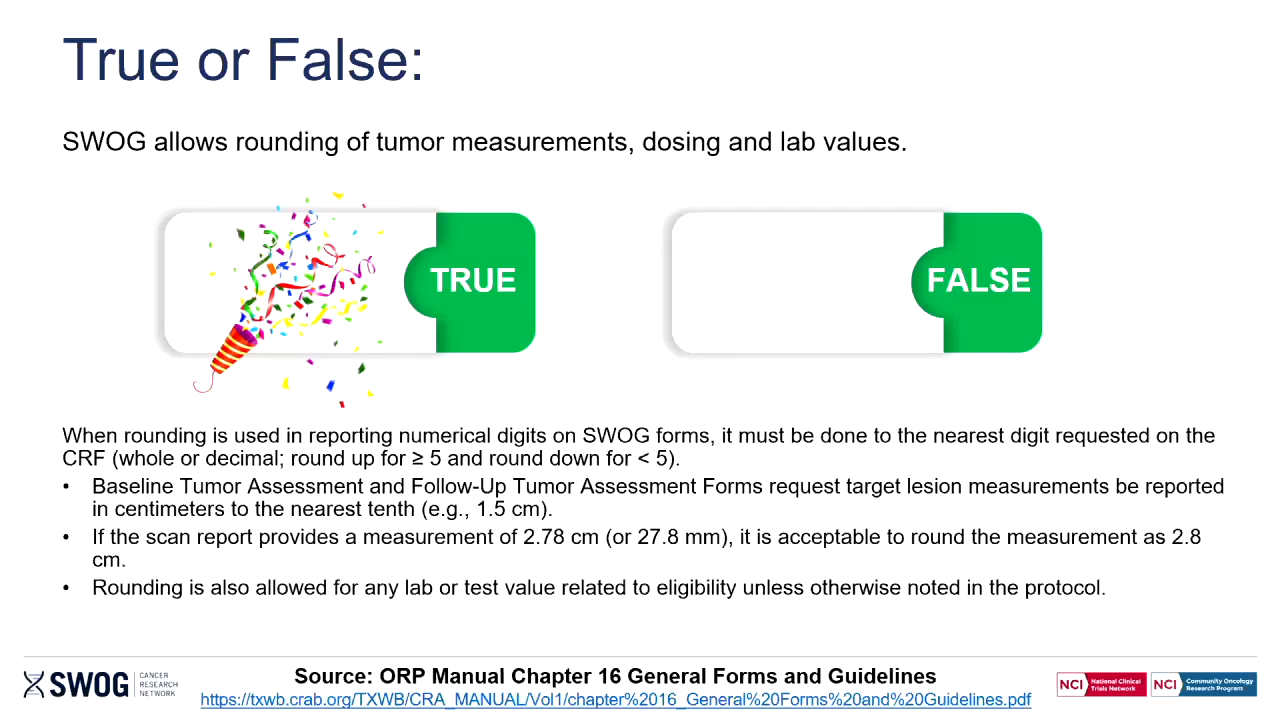 True or False:
SWOG allows rounding of tumor measurements, dosing and lab values.
TRUE
FALSE
When rounding is used in reporting numerical digits on SWOG forms, it must be done to the nearest digit requested on the
CRF (whole or decimal; round up for ≥ 5 and round down for < 5).
• Baseline Tumor Assessment and Follow-Up Tumor Assessment Forms request target lesion measurements be reported
in centimeters to the nearest tenth (e.g., 1.5 cm).
• If the scan report provides a measurement of 2.78 cm (or 27.8 mm), it is acceptable to round the measurement as 2.8
cm.
• Rounding is also allowed for any lab or test value related to eligibility unless otherwise noted in the protocol.
SWOG
CANCER
RESEARCH
NETWORK
Source: ORP Manual Chapter 16 General Forms and Guidelines
https://txwb.crab.org/TXWB/CRA_MANUAL/Vol1/chapter%2016_General%20Forms%20and%20Guidelines.pdf
NCI National Clinical
Trials Network
NCI Community Oncology
Research Program